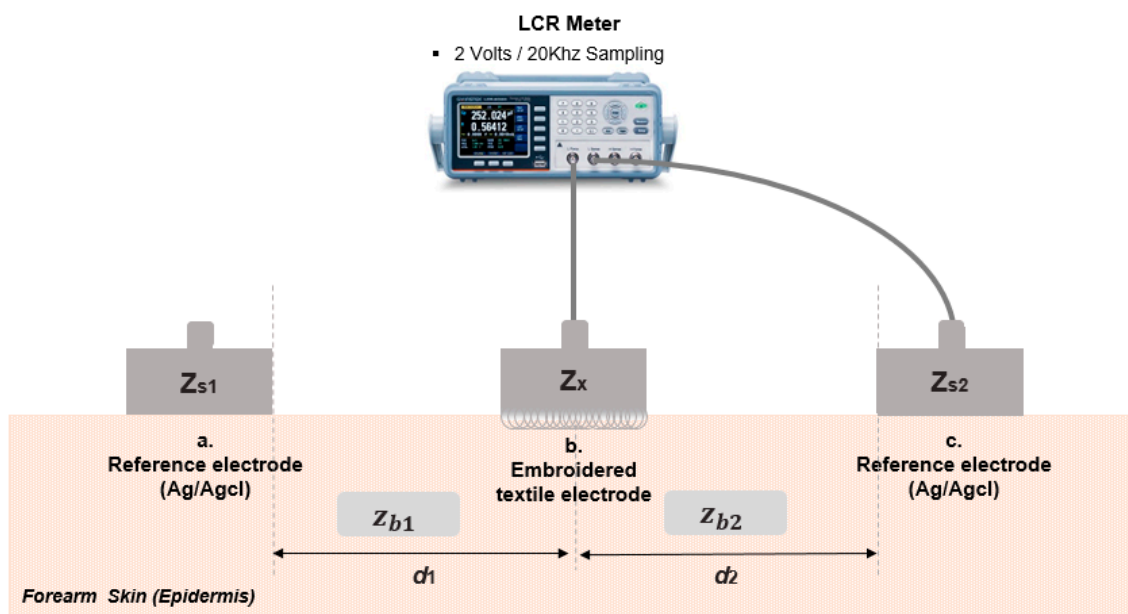 LCR Meter
▪ 2 Volts / 20Khz Sampling
252.024
0.56412
Zs1
Zx
Zs2
a.
Reference electrode
(Ag/Agcl)
b.
Embroidered
textile electrode
c.
Reference electrode
(Ag/Agcl)
zb1
zb2
d1
d2
Forearm Skin (Epidermis)